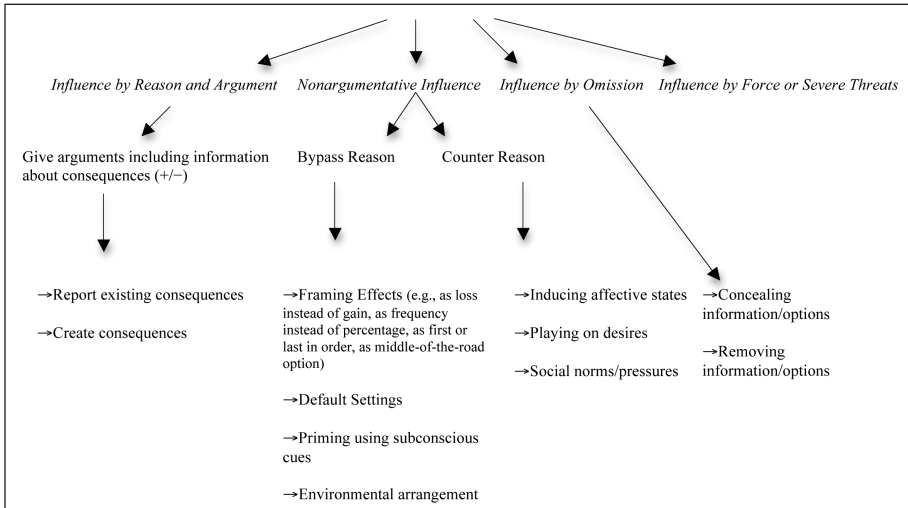 Influence by Reason and Argument
Nonargumentative Influence
Influence by Omission
Influence by Force or Severe Threats
Give arguments including information
about consequences (+/−)
Bypass Reason
Counter Reason
→Report existing consequences
→Create consequences
→Framing Effects (e.g., as loss
instead of gain, as frequency
instead of percentage, as first or
last in order, as middle-of-the-road
option)
→Default Settings
→Priming using subconscious
cues
→Environmental arrangement
→Inducing affective states
→Playing on desires
→Social norms/pressures
→Concealing
information/options
→Removing
information/options